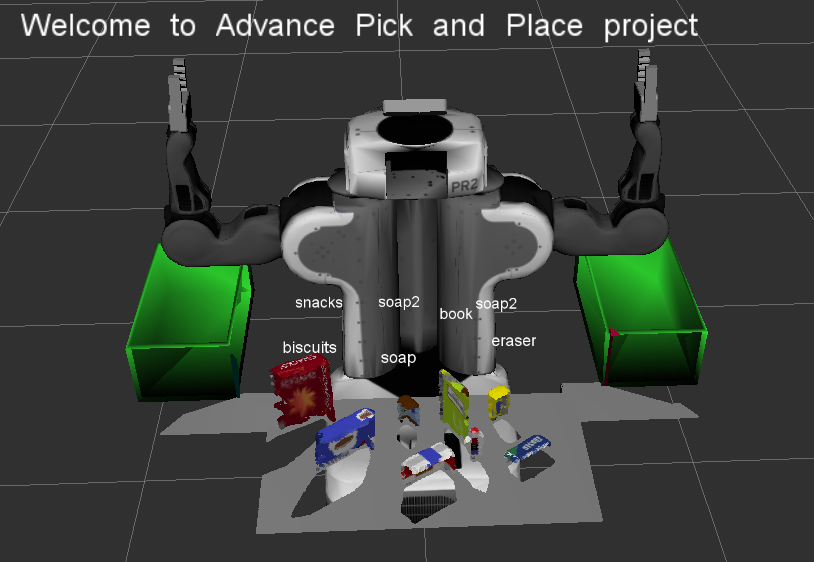 Welcome to Advance Pick and Place project
PR2
snacks
soap2
book
soap2
biscuits
soap
eraser